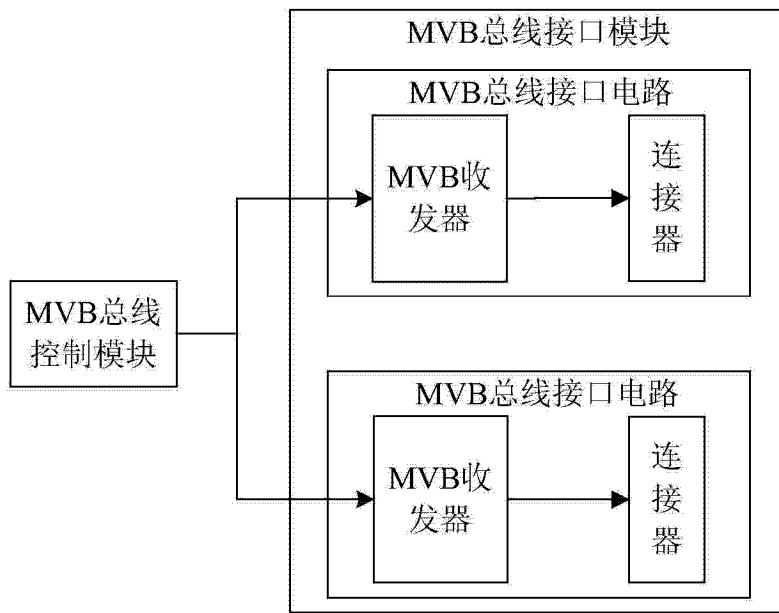 MVB总线接口模块
MVB总线接口电路
MVB收
发器
连
接
器
MVB总线
控制模块
MVB总线接口电路
MVB收
发器
连
接
器